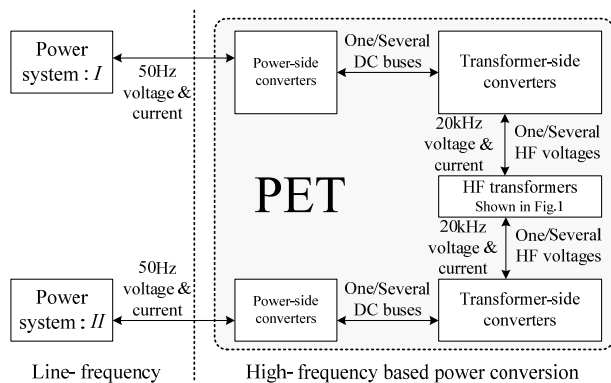 Power
system : I
50Hz
voltage &
current
Power-side
converters
One/Several
DC buses
Transformer-side
converters
20kHz
voltage &
current
One/Several
HF voltages
PET
HF transformers
Shown in Fig.1
20kHz
voltage &
current
One/Several
HF voltages
Power
system : II
50Hz
voltage &
current
Power-side
converters
One/Several
DC buses
Transformer-side
converters
Line- frequency
High- frequency based power conversion